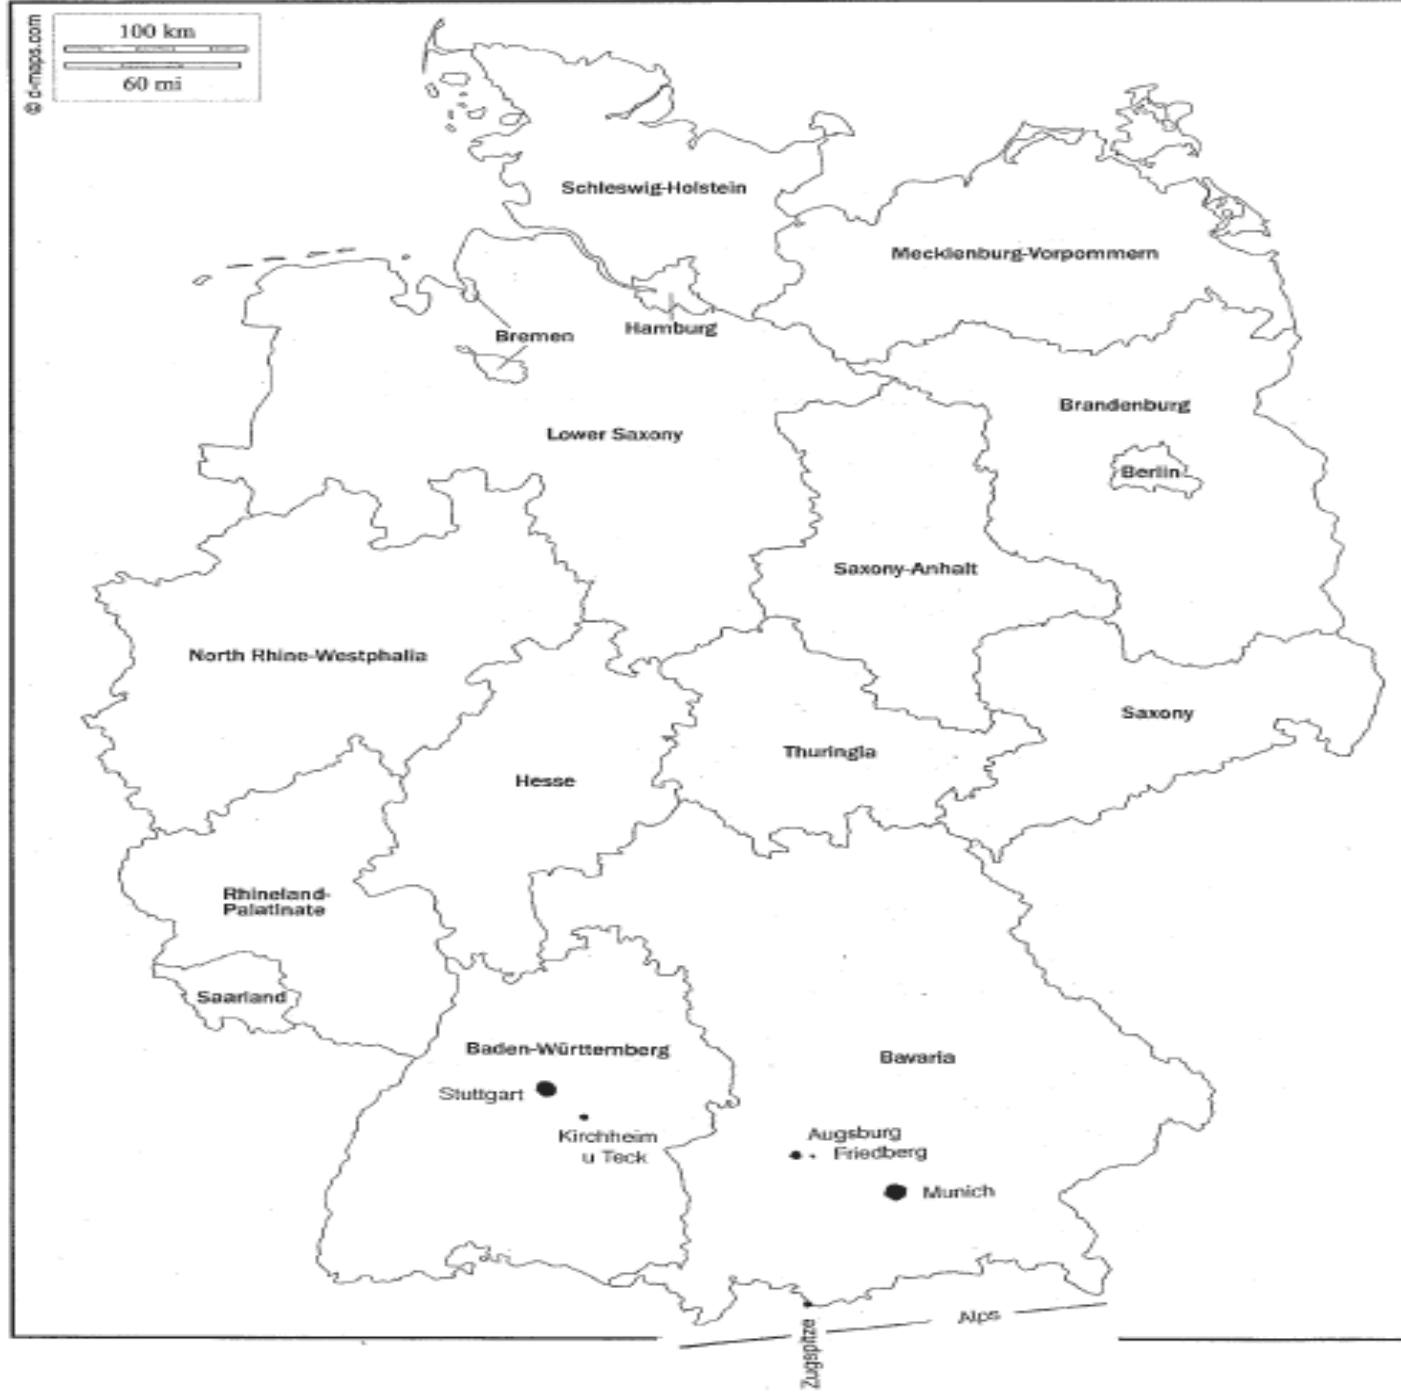 © d-maps.com
100 km
60 mi
Schleswig-Holstein
Mecklenburg-Vorpommern
Bremen
Hamburg
Brandenburg
Lower Saxony
Berlin
Saxony-Anhalt
North Rhine-Westphalia
Saxony
Thuringia
Hesse
Rhineland-
Palatinate
Saarland
Baden-Württemberg
Bavaria
Stuttgart
Kirchheim
u Teck
Augsburg
Friedberg
Munich
Alps
Zugspitze